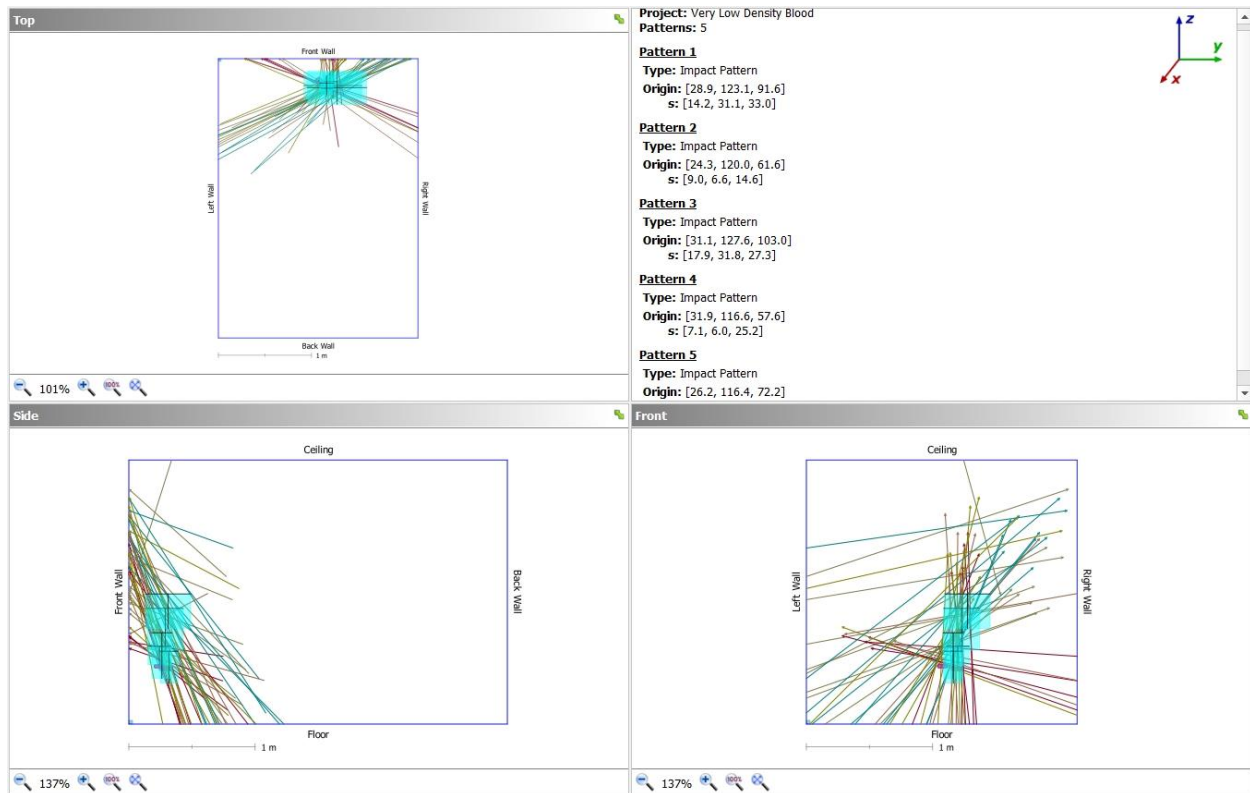 Top
Front Wall
Left Wall
Right Wall
Back Wall
1 m
101%
100%
Project: Very Low Density Blood
Patterns: 5
Pattern 1
Type: Impact Pattern
Origin: [28.9, 123.1, 91.6]
s: [14.2, 31.1, 33.0]
Pattern 2
Type: Impact Pattern
Origin: [24.3, 120.0, 61.6]
s: [9.0, 6.6, 14.6]
Pattern 3
Type: Impact Pattern
Origin: [31.1, 127.6, 103.0]
s: [17.9, 31.8, 27.3]
Pattern 4
Type: Impact Pattern
Origin: [31.9, 116.6, 57.6]
s: [7.1, 6.0, 25.2]
Pattern 5
Type: Impact Pattern
Origin: [26.2, 116.4, 72.2]
z
y
x
Side
Ceiling
Front Wall
Back Wall
Floor
1 m
137%
100%
Front
Ceiling
Left Wall
Right Wall
Floor
1 m
137%
100%